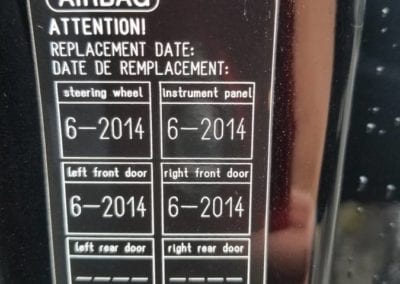 AIRBAG
ATTENTION!
REPLACEMENT DATE:
DATE DE REMPLACEMENT:
steering wheel instrument panel
6-2014 6-2014
left front door right front door
6-2014 6-2014
left rear door right rear door
---- ----